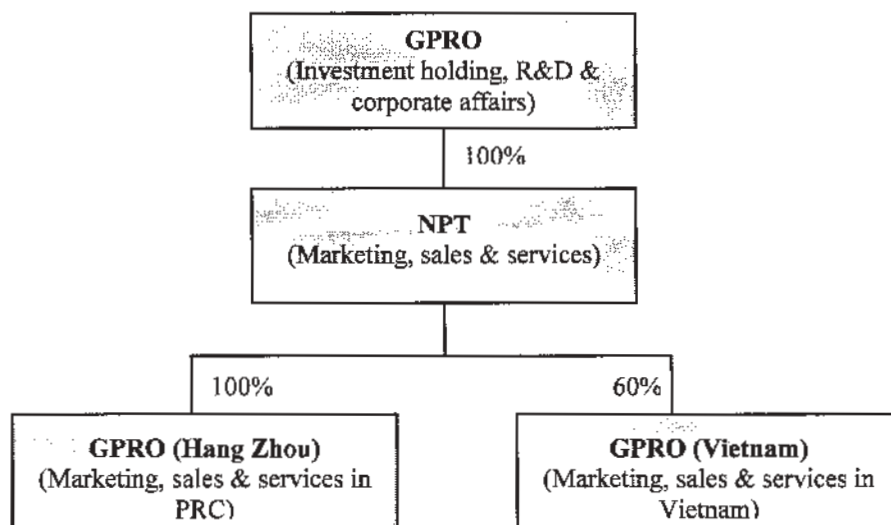 GPRO
(Investment holding, R&D &
corporate affairs)
100%
NPT
(Marketing, sales & services)
100%
60%
GPRO (Hang Zhou)
(Marketing, sales & services in
PRC)
GPRO (Vietnam)
(Marketing, sales & services in
Vietnam)